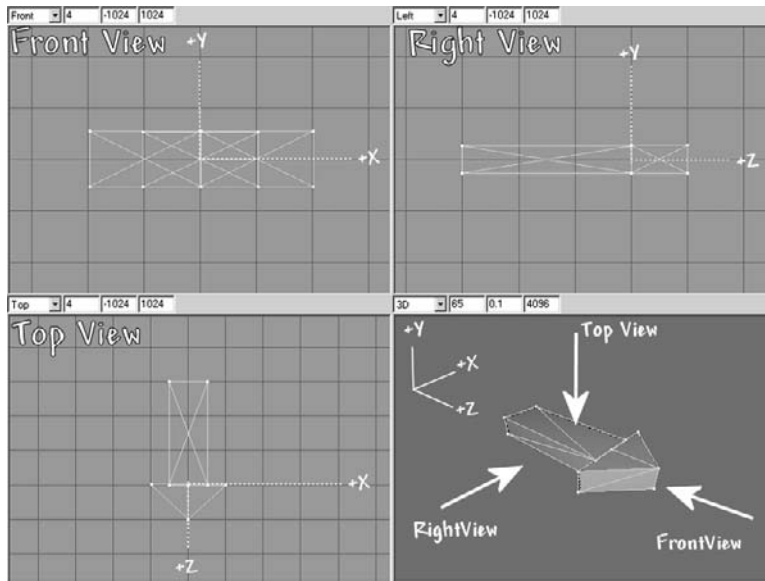 Front 4 -1024 1024
Front View
+Y
+X
Left 4 -1024 1024
Right View
+Y
+Z
Top 4 -1024 1024
Top View
+X
+Z
3D 65 0.1 4096
+Y
+X
+Z
Top View
RightView
FrontView